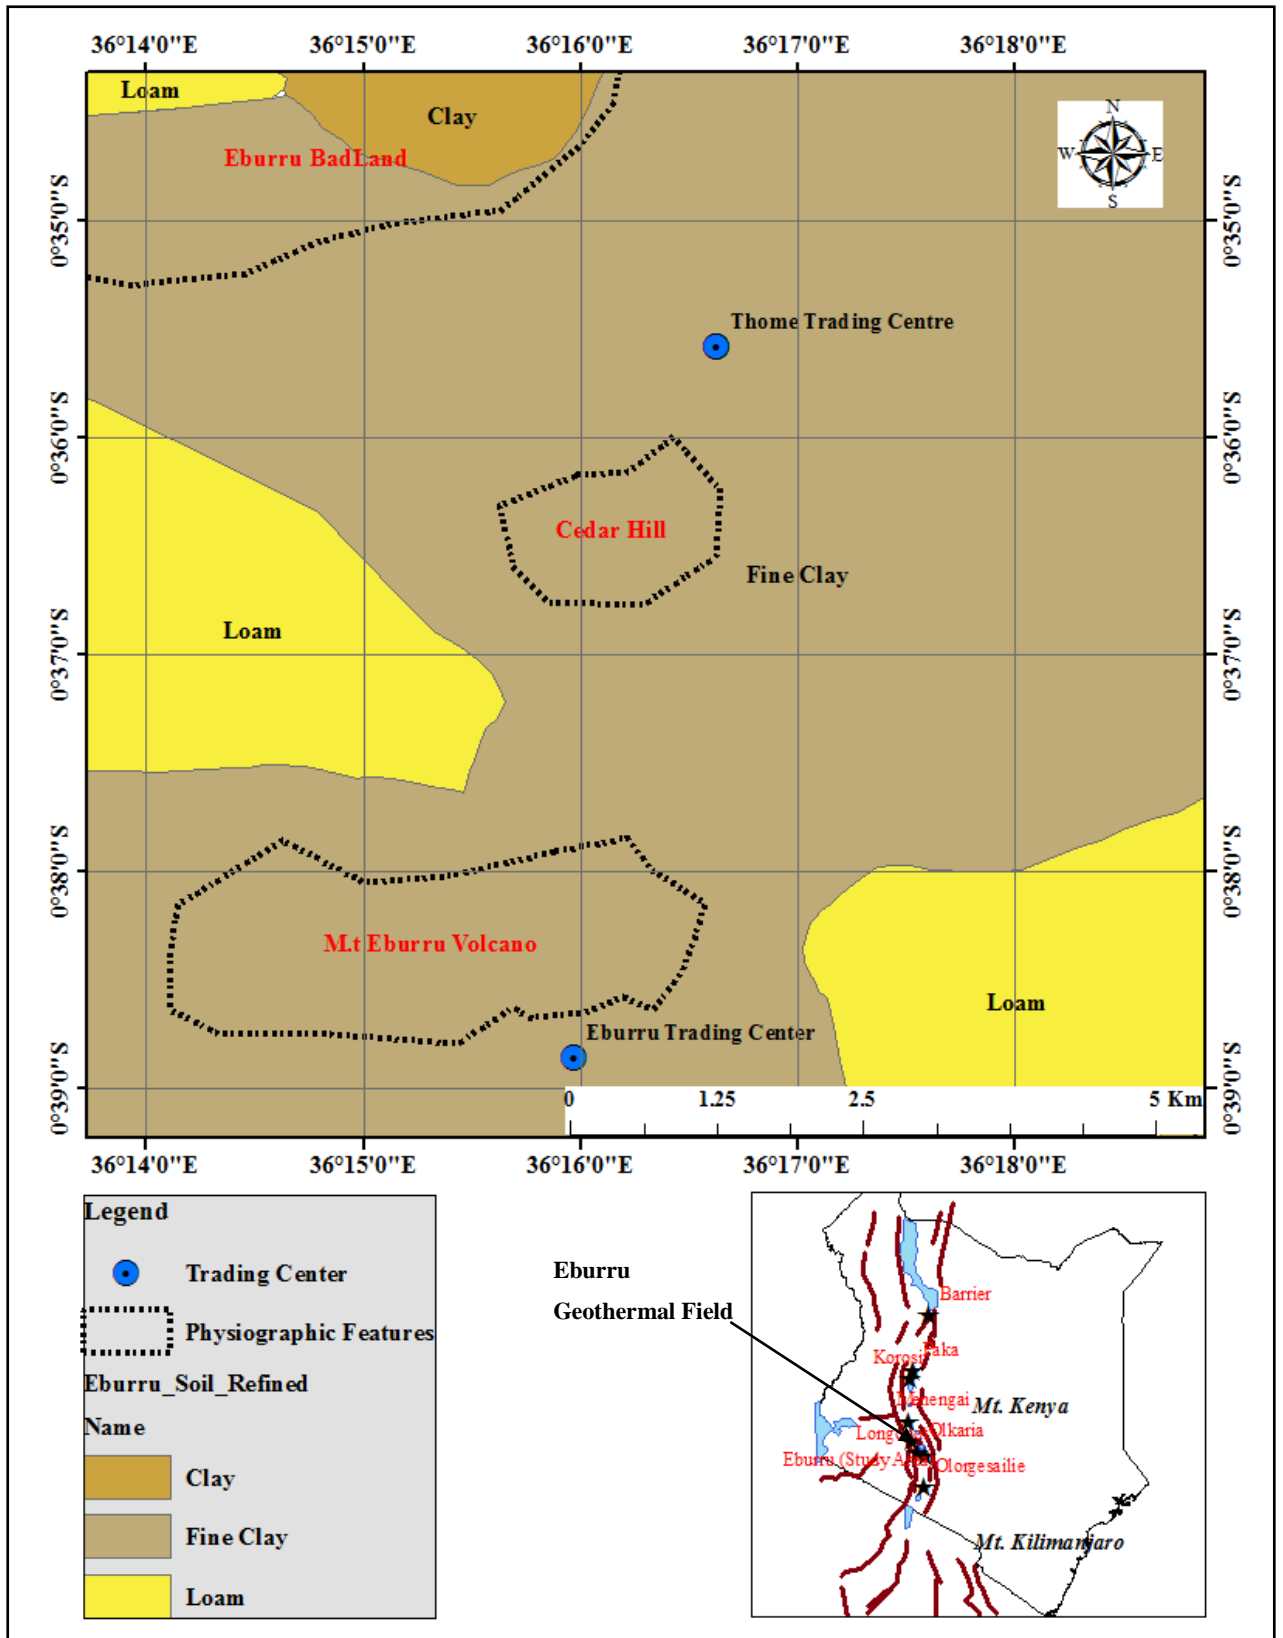 36°14'0"E 36°15'0"E 36°16'0"E 36°17'0"E 36°18'0"E
Loam
Clay
N
W E
S
Eburru BadLand
0°35'0"S 0°35'0"S
Thome Trading Centre
0°36'0"S 0°36'0"S
Cedar Hill
Fine Clay
Loam
0°37'0"S 0°37'0"S
0°38'0"S 0°38'0"S
M.t Eburru Volcano
Loam
Eburru Trading Center
0°39'0"S 0°39'0"S
0 1.25 2.5 5 Km
36°14'0"E 36°15'0"E 36°16'0"E 36°17'0"E 36°18'0"E
Legend
Trading Center
Physiographic Features
Eburru_Soil_Refined
Name
Clay
Fine Clay
Loam
Eburru
Geothermal Field
Barrier
Korosi
Mt. Kenya
Olkaria
Eburru (Study
Olorgesailie
Mt. Kilimanjaro